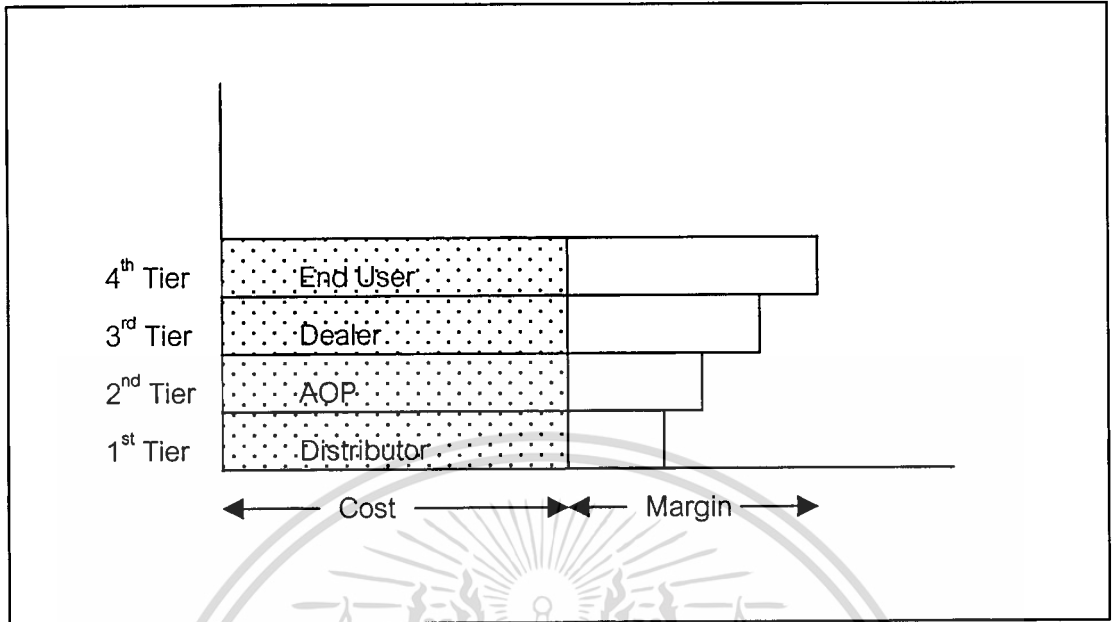 4th Tier End User
3rd Tier Dealer
2nd Tier AOP
1st Tier Distributor
Cost Margin